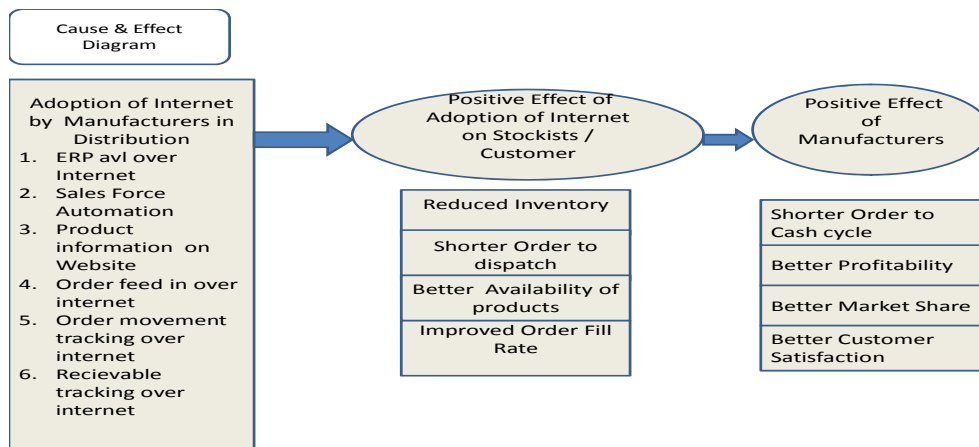 Cause & Effect
Diagram
Adoption of Internet
by Manufacturers in
Distribution
1. ERP avl over
Internet
2. Sales Force
Automation
3. Product
information on
Website
4. Order feed in over
internet
5. Order movement
tracking over
internet
6. Recievable
tracking over
internet
Positive Effect of
Adoption of Internet
on Stockists /
Customer
Reduced Inventory
Shorter Order to
dispatch
Better Availability of
products
Improved Order Fill
Rate
Positive Effect
of
Manufacturers
Shorter Order to
Cash cycle
Better Profitability
Better Market Share
Better Customer
Satisfaction